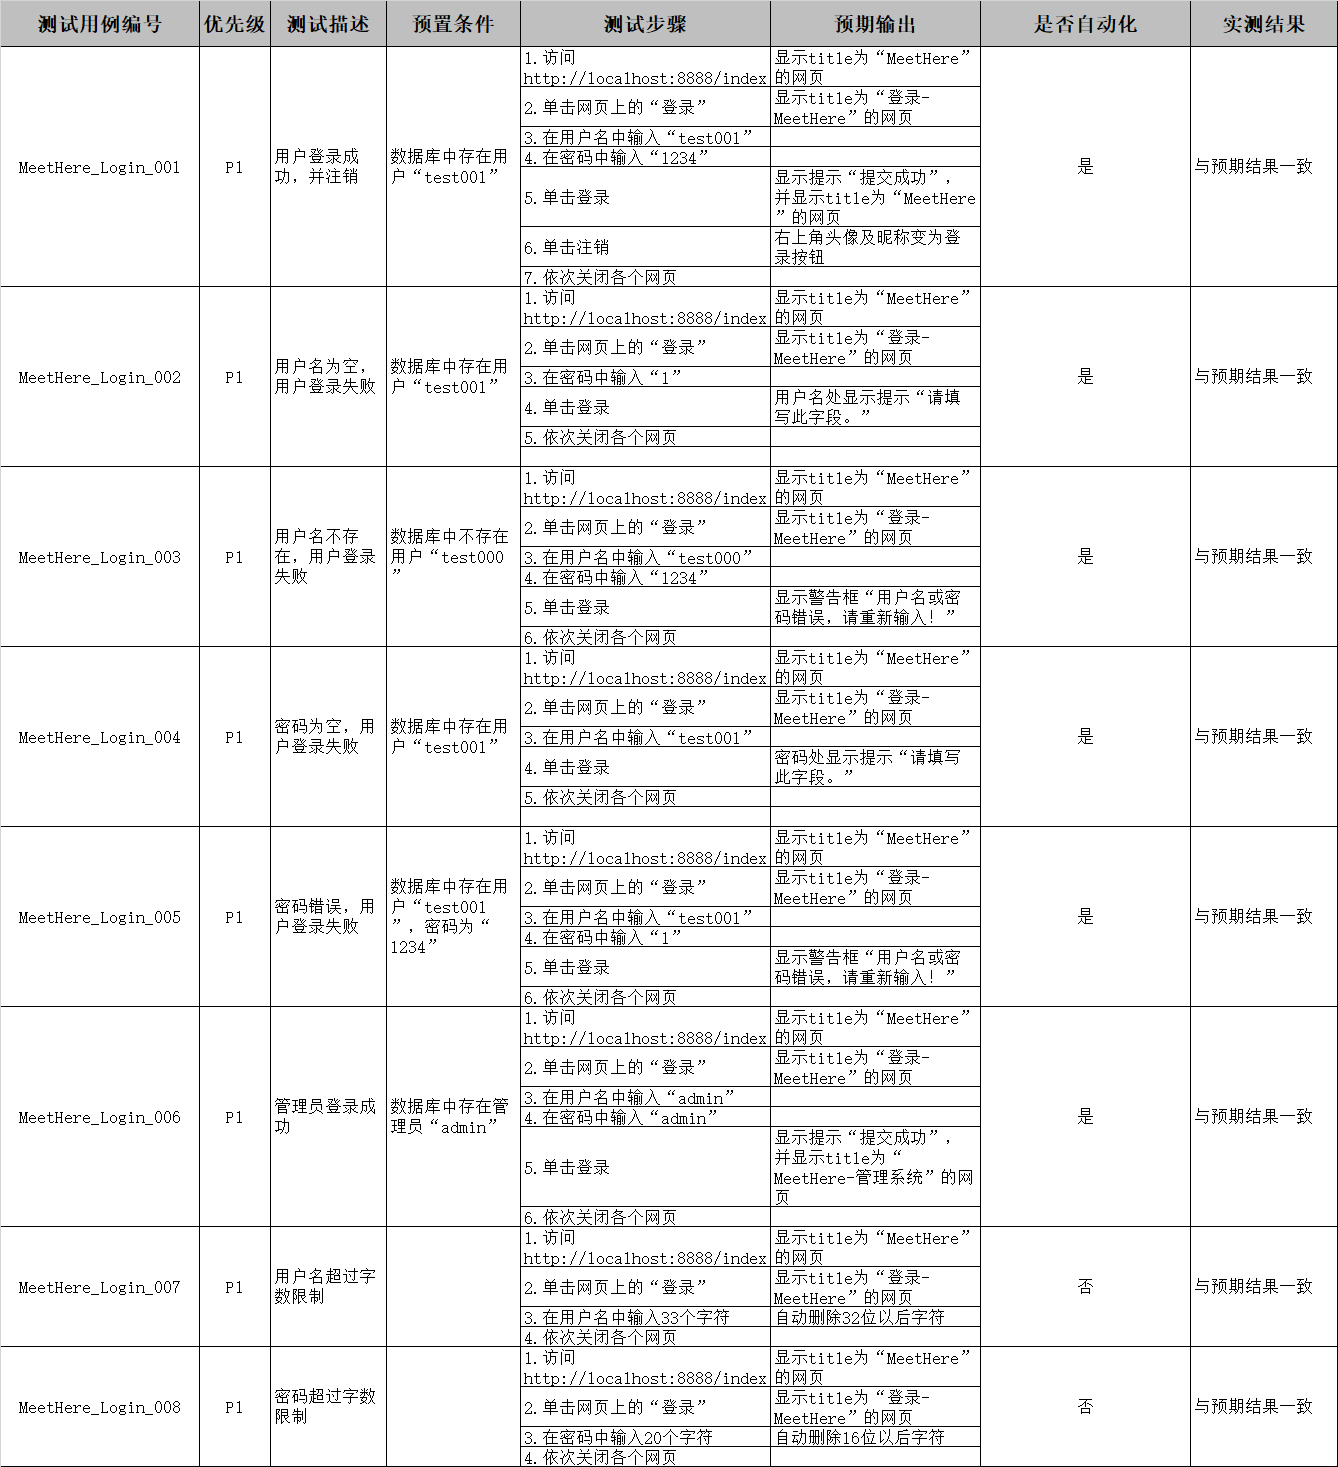 测试用例编号 优先级 测试描述 预置条件 测试步骤 预期输出 是否自动化 实测结果
MeetHere_Login_001
P1
用户登录成
功，并注销
数据库中存在用
户“test001”
1.访问
http://localhost:8888/index
显示title为“MeetHere”
的网页
2.单击网页上的“登录”
显示title为“登录-
MeetHere”的网页
3.在用户名中输入“test001”
4.在密码中输入“1234”
5.单击登录
显示提示“提交成功”，
并显示title为“MeetHere
”的网页
6.单击注销
右上角头像及昵称变为登
录按钮
7.依次关闭各个网页
是
与预期结果一致
MeetHere_Login_002
P1
用户名为空，
用户登录失败
数据库中存在用
户“test001”
1.访问
http://localhost:8888/index
显示title为“MeetHere”
的网页
2.单击网页上的“登录”
显示title为“登录-
MeetHere”的网页
3.在密码中输入“1”
4.单击登录
用户名处显示提示“请填
写此字段。”
5.依次关闭各个网页
是
与预期结果一致
MeetHere_Login_003
P1
用户名不存
在，用户登录
失败
数据库中不存在
用户“test000
”
1.访问
http://localhost:8888/index
显示title为“MeetHere”
的网页
2.单击网页上的“登录”
显示title为“登录-
MeetHere”的网页
3.在用户名中输入“test000”
4.在密码中输入“1234”
5.单击登录
显示警告框“用户名或密
码错误，请重新输入！”
6.依次关闭各个网页
是
与预期结果一致
MeetHere_Login_004
P1
密码为空，用
户登录失败
数据库中存在用
户“test001”
1.访问
http://localhost:8888/index
显示title为“MeetHere”
的网页
2.单击网页上的“登录”
显示title为“登录-
MeetHere”的网页
3.在用户名中输入“test001”
4.单击登录
密码处显示提示“请填写
此字段。”
5.依次关闭各个网页
是
与预期结果一致
MeetHere_Login_005
P1
密码错误，用
户登录失败
数据库中存在用
户“test001
”，密码为“
1234”
1.访问
http://localhost:8888/index
显示title为“MeetHere”
的网页
2.单击网页上的“登录”
显示title为“登录-
MeetHere”的网页
3.在用户名中输入“test001”
4.在密码中输入“1”
5.单击登录
显示警告框“用户名或密
码错误，请重新输入！”
6.依次关闭各个网页
是
与预期结果一致
MeetHere_Login_006
P1
管理员登录成
功
数据库中存在管
理员“admin”
1.访问
http://localhost:8888/index
显示title为“MeetHere”
的网页
2.单击网页上的“登录”
显示title为“登录-
MeetHere”的网页
3.在用户名中输入“admin”
4.在密码中输入“admin”
5.单击登录
显示提示“提交成功”，
并显示title为“
MeetHere-管理系统”的网
页
6.依次关闭各个网页
是
与预期结果一致
MeetHere_Login_007
P1
用户名超过字
数限制
1.访问
http://localhost:8888/index
显示title为“MeetHere”
的网页
2.单击网页上的“登录”
显示title为“登录-
MeetHere”的网页
3.在用户名中输入33个字符
自动删除32位以后字符
4.依次关闭各个网页
否
与预期结果一致
MeetHere_Login_008
P1
密码超过字数
限制
1.访问
http://localhost:8888/index
显示title为“MeetHere”
的网页
2.单击网页上的“登录”
显示title为“登录-
MeetHere”的网页
3.在密码中输入20个字符
自动删除16位以后字符
4.依次关闭各个网页
否
与预期结果一致